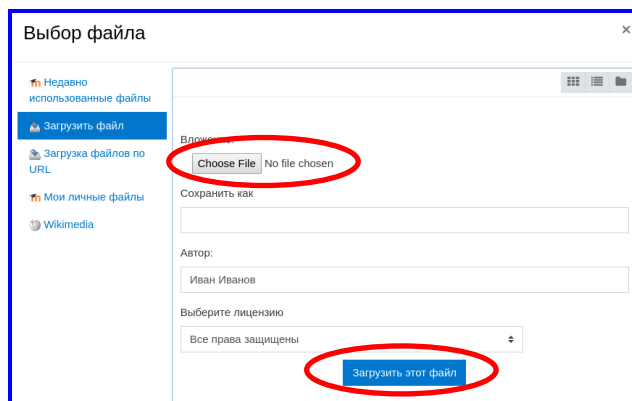 Выбор файла
×
Недавно
использованные файлы
Загрузить файл
Загрузка файлов по
URL
Мои личные файлы
Wikimedia
Вложение:
Choose File No file chosen
Сохранить как
Автор:
Иван Иванов
Выберите лицензию
Все права защищены
Загрузить этот файл